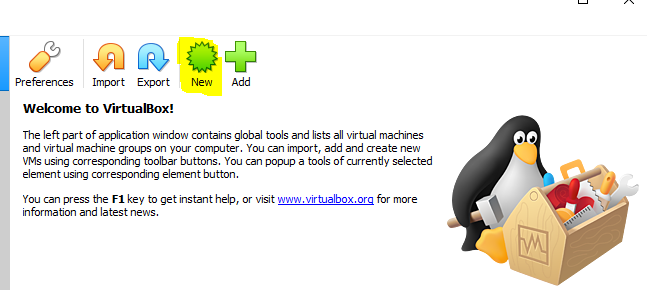 Preferences Import Export New Add
Welcome to VirtualBox!
The left part of application window contains global tools and lists all virtual machines
and virtual machine groups on your computer. You can import, add and create new
VMs using corresponding toolbar buttons. You can popup a tools of currently selected
element using corresponding element button.
You can press the F1 key to get instant help, or visit www.virtualbox.org for more
information and latest news.